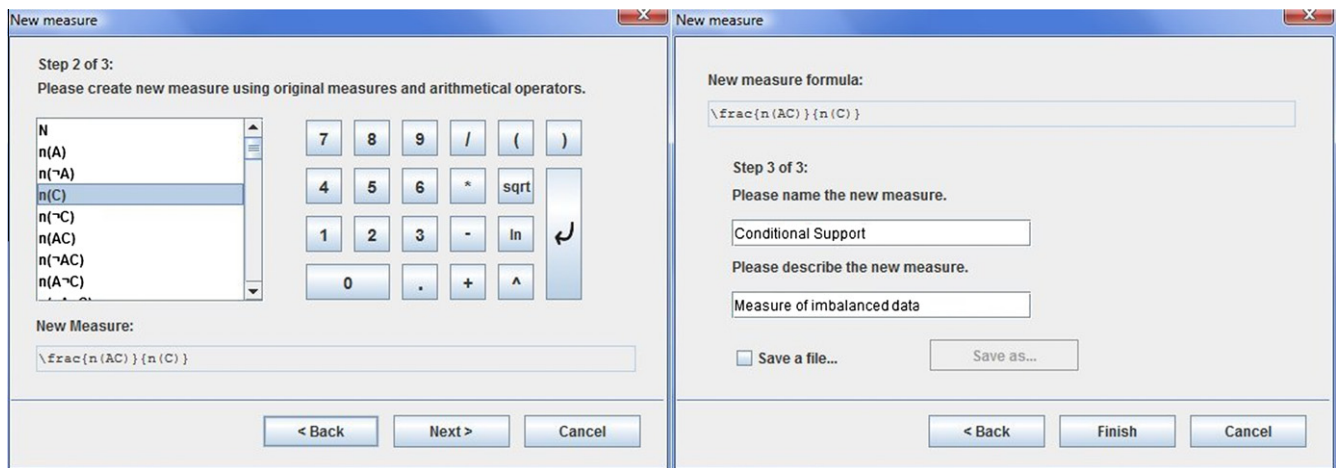 New measure
Step 2 of 3:
Please create new measure using original measures and arithmetical operators.
N
n(A)
n(¬A)
n(C)
n(¬C)
n(AC)
n(¬AC)
n(A¬C)
7 8 9 / ( )
4 5 6 * sqrt
1 2 3 - ln
0 . + ^
New Measure:
\frac{n(AC)}{n(C)}
< Back Next > Cancel
New measure
New measure formula:
\frac{n(AC)}{n(C)}
Step 3 of 3:
Please name the new measure.
Conditional Support
Please describe the new measure.
Measure of imbalanced data
Save a file... Save as...
< Back Finish Cancel